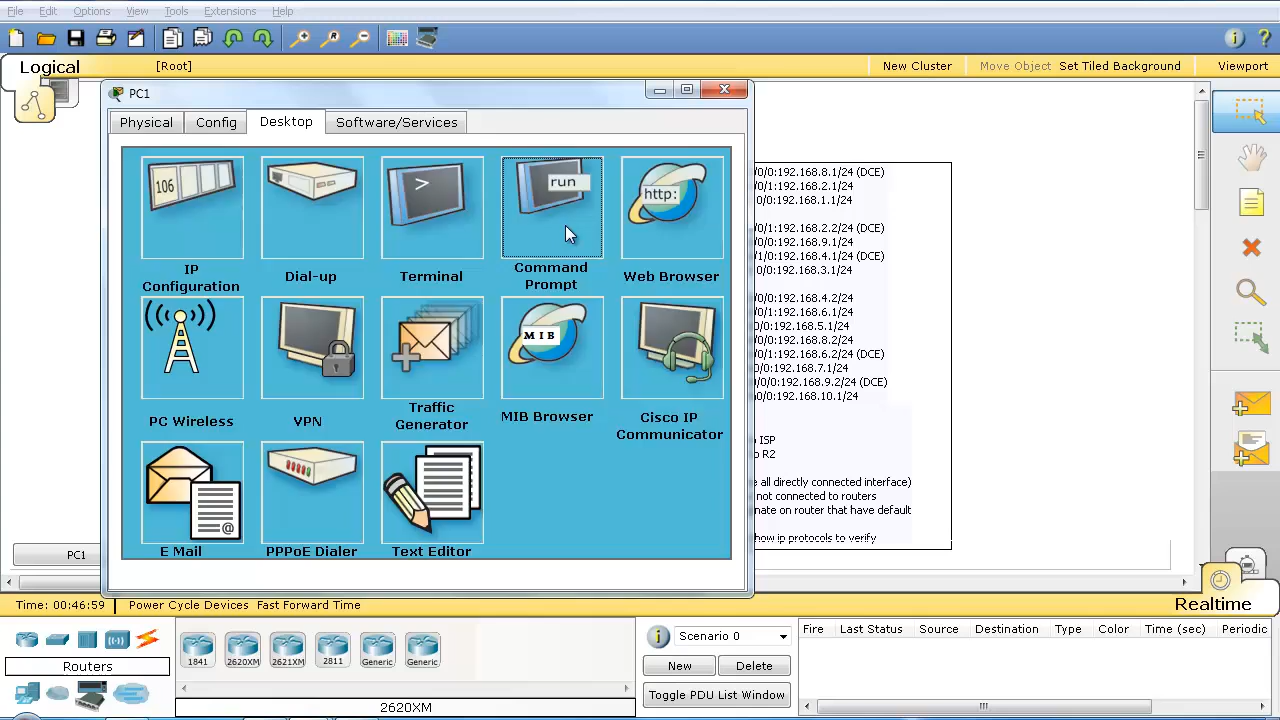 File Edit Options View Tools Extensions Help
i ?
Logical
[Root]
New Cluster
Move Object
Set Tiled Background
Viewport
PC1
Physical
Config
Desktop
Software/Services
106
>
run
http:
IP
Configuration
Dial-up
Terminal
Command
Prompt
Web Browser
MIB
PC Wireless
VPN
Traffic
Generator
MIB Browser
Cisco IP
Communicator
@
E Mail
PPPoE Dialer
Text Editor
/0/0:192.168.8.1/24 (DCE)
/0/1:192.168.2.1/24
/0/0:192.168.1.1/24
/0/1:192.168.2.2/24 (DCE)
/0/0:192.168.9.1/24
/1/0:192.168.4.1/24 (DCE)
/0/0:192.168.3.1/24
/0/0:192.168.4.2/24
/0/1:192.168.6.1/24
0/0:192.168.5.1/24
/0/1:192.168.6.2/24 (DCE)
0/0:192.168.7.1/24
/0/0:192.168.9.2/24 (DCE)
0/0:192.168.10.1/24
ISP
o R2
e all directly connected interface)
not connected to routers
nate on router that have default
how ip protocols to verify
PC1
Time: 00:46:59
Power Cycle Devices Fast Forward Time
Realtime
Routers
1841
2620XM
2621XM
2811
Generic
Generic
2620XM
i
Scenario 0
New
Delete
Toggle PDU List Window
Fire
Last Status
Source
Destination
Type
Color
Time (sec)
Periodic